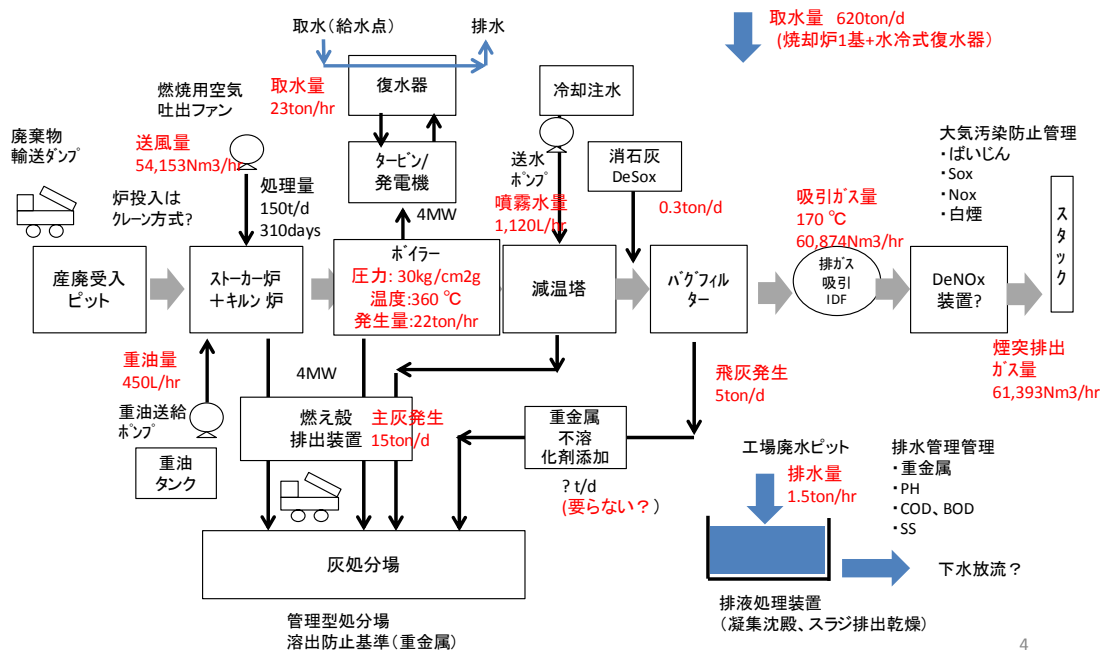 取水(給水点)
排水
取水量 620ton/d
(焼却炉1基+水冷式復水器)
取水量
23ton/hr
復水器
燃焼用空気
吐出ファン
冷却注水
廃棄物
輸送ダンプ
送風量
54,153Nm3/hr
タービン/
発電機
送水
ポンプ
消石灰
DeSox
大気汚染防止管理
・ばいじん
・Sox
・Nox
・白煙
炉投入は
クレーン方式?
処理量
150t/d
310days
4MW
噴霧水量
1,120L/hr
0.3ton/d
吸引ガス量
170 ℃
60,874Nm3/hr
スタック
産廃受入
ピット
ストーカー炉
+キルン炉
ボイラー
圧力: 30kg/cm2g
温度:360 ℃
発生量:22ton/hr
減温塔
バグフィル
ター
排ガス
吸引
IDF
DeNOx
装置?
重油量
450L/hr
4MW
飛灰発生
5ton/d
煙突排出
ガス量
61,393Nm3/hr
重油送給
ポンプ
燃え殻
排出装置
主灰発生
15ton/d
重金属
不溶
化剤添加
重油
タンク
? t/d
(要らない?)
工場廃水ピット
排水量
1.5ton/hr
排水管理管理
・重金属
・PH
・COD、BOD
・SS
灰処分場
下水放流?
管理型処分場
溶出防止基準(重金属)
排液処理装置
(凝集沈殿、スラジ排出乾燥)
4